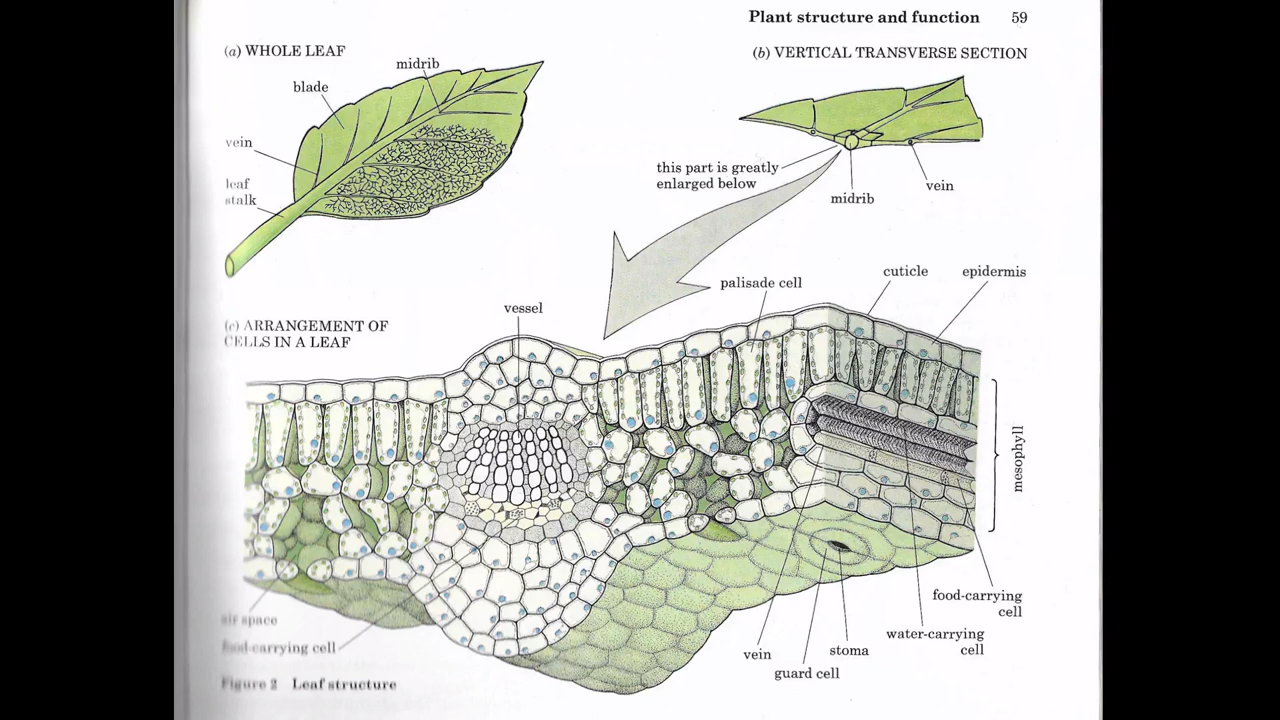 Plant structure and function 59
(a) WHOLE LEAF
midrib
blade
vein
leaf
stalk
(b) VERTICAL TRANSVERSE SECTION
this part is greatly
enlarged below
midrib
vein
(c) ARRANGEMENT OF
CELLS IN A LEAF
vessel
palisade cell
cuticle
epidermis
mesophyll
air space
food-carrying cell
vein
guard cell
stoma
water-carrying
cell
food-carrying
cell
Figure 2 Leaf structure